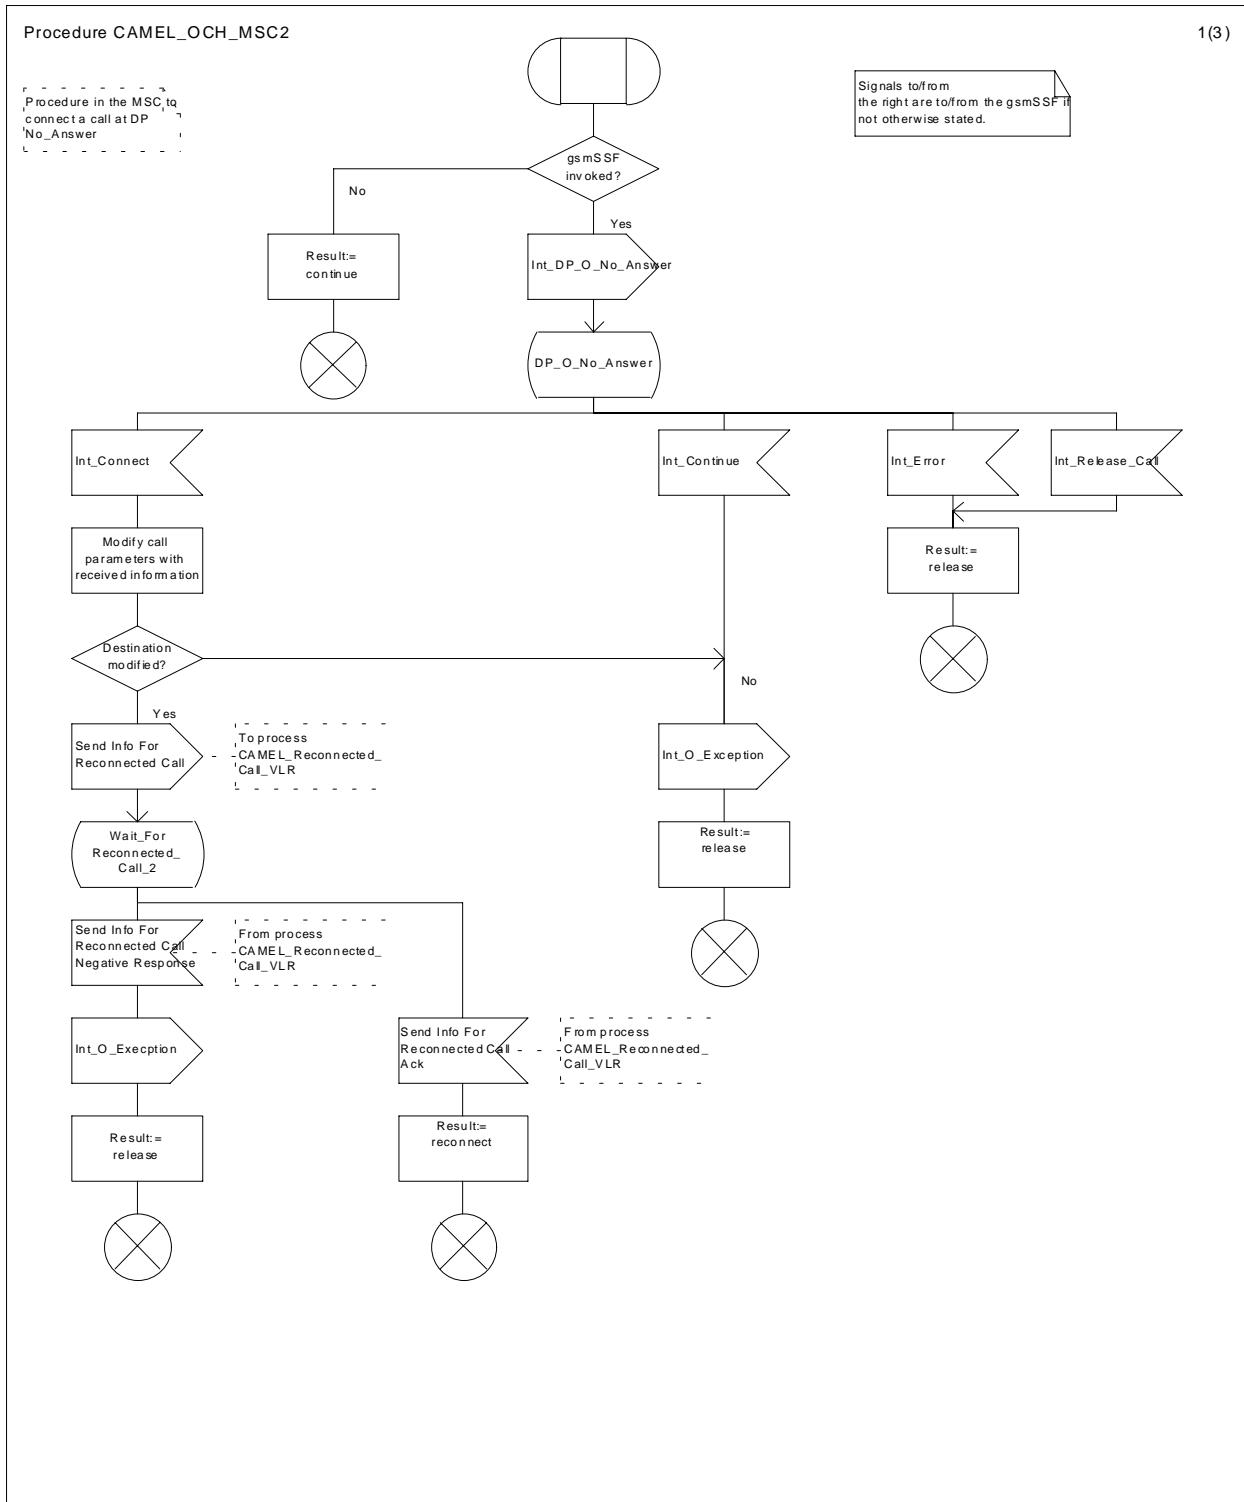 Procedure CAMEL_OCH_MSC2
1(3)
Procedure in the MSC to
connect a call at DP
No_Answer
Signals to/from
the right are to/from the gsmSSF if
not otherwise stated.
gsmSSF
invoked?
No
Yes
Result:=
continue
Int_DP_O_No_Answer
DP_O_No_Answer
Int_Connect
Int_Continue
Int_Error
Int_Release_Call
Modify call
parameters with
received information
Result:=
release
Destination
modified?
No
Yes
Send Info For
Reconnected Call
To process
CAMEL_Reconnected_
Call_VLR
Int_O_Exception
Wait_For
Reconnected_
Call_2
Result:=
release
Send Info For
Reconnected Call
Negative Response
From process
CAMEL_Reconnected_
Call_VLR
Int_O_Execption
Send Info For
Reconnected Call
Ack
From process
CAMEL_Reconnected_
Call_VLR
Result:=
release
Result:=
reconnect